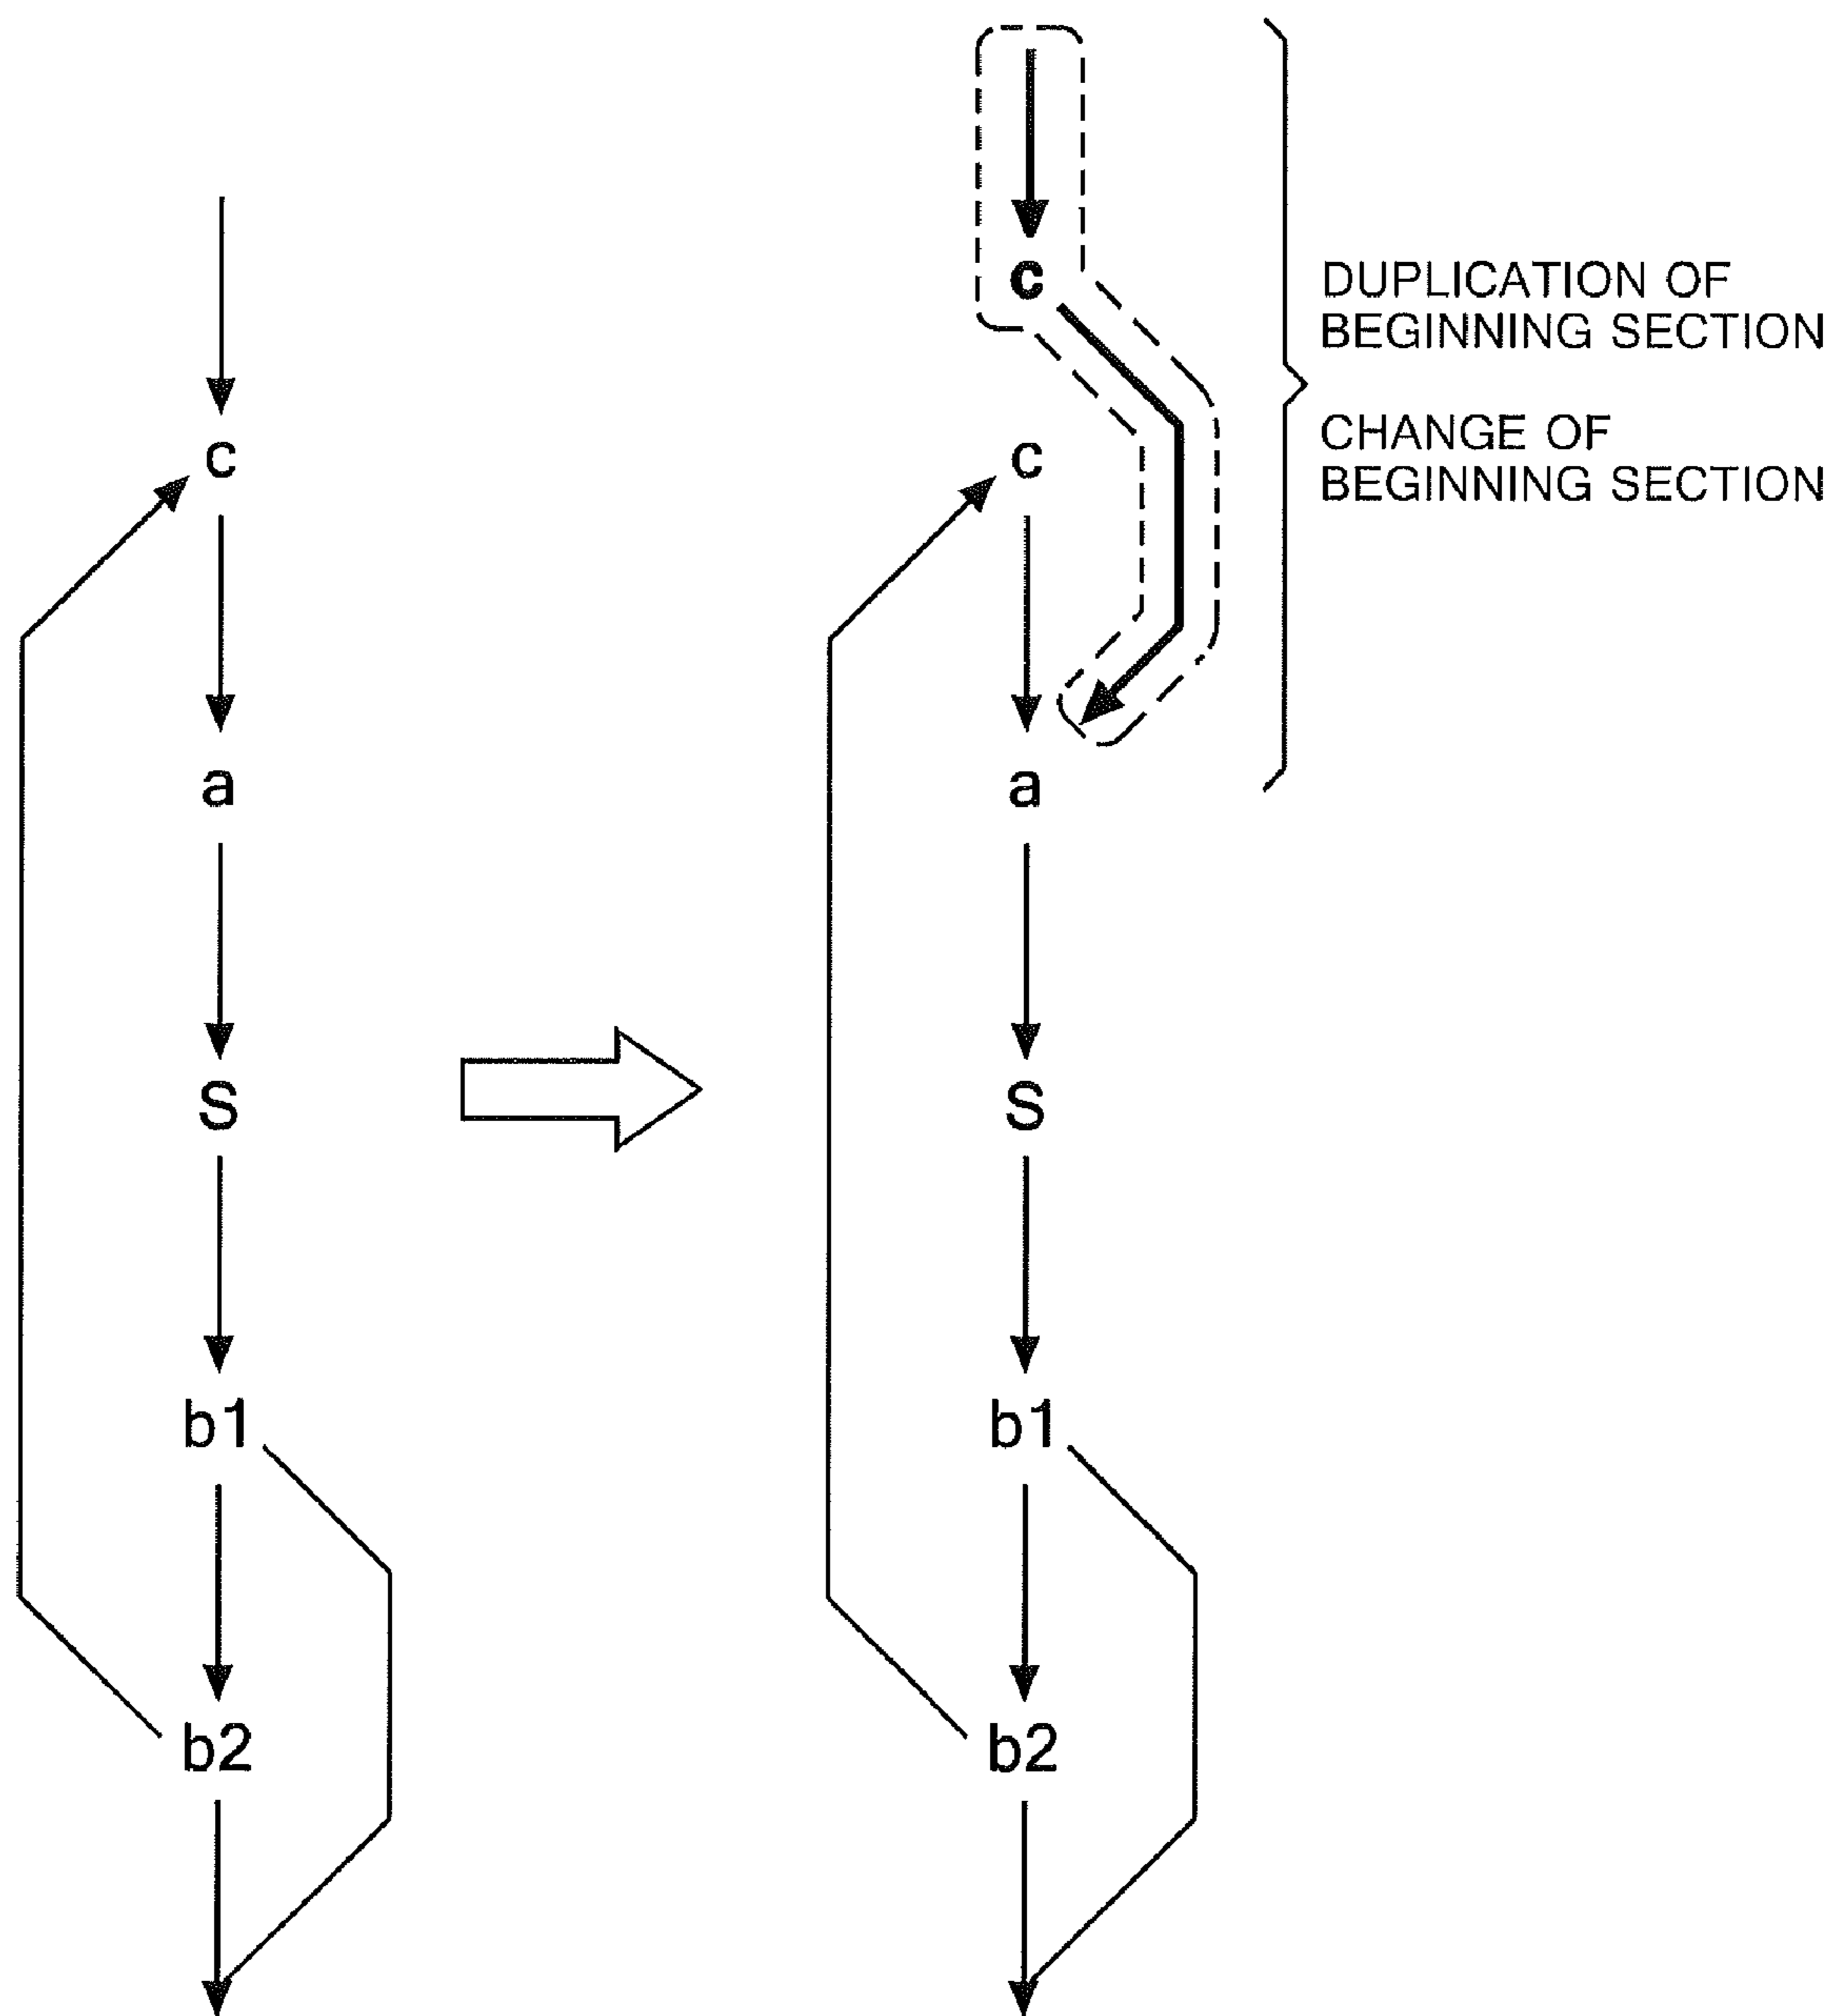 c
a
S
b1
b2
c
c
a
S
b1
b2
DUPLICATION OF
BEGINNING SECTION
CHANGE OF
BEGINNING SECTION